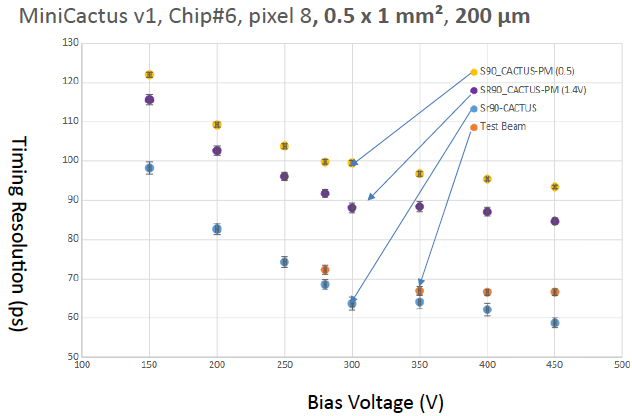 MiniCactus v1, Chip#6, pixel 8, 0.5 x 1 mm², 200 µm
130
120
110
100
90
80
70
60
50
100 150 200 250 300 350 400 450 500
Timing Resolution (ps)
Bias Voltage (V)
S90_CACTUS-PM (0.5)
SR90_CACTUS-PM (1.4V)
Sr90-CACTUS
Test Beam